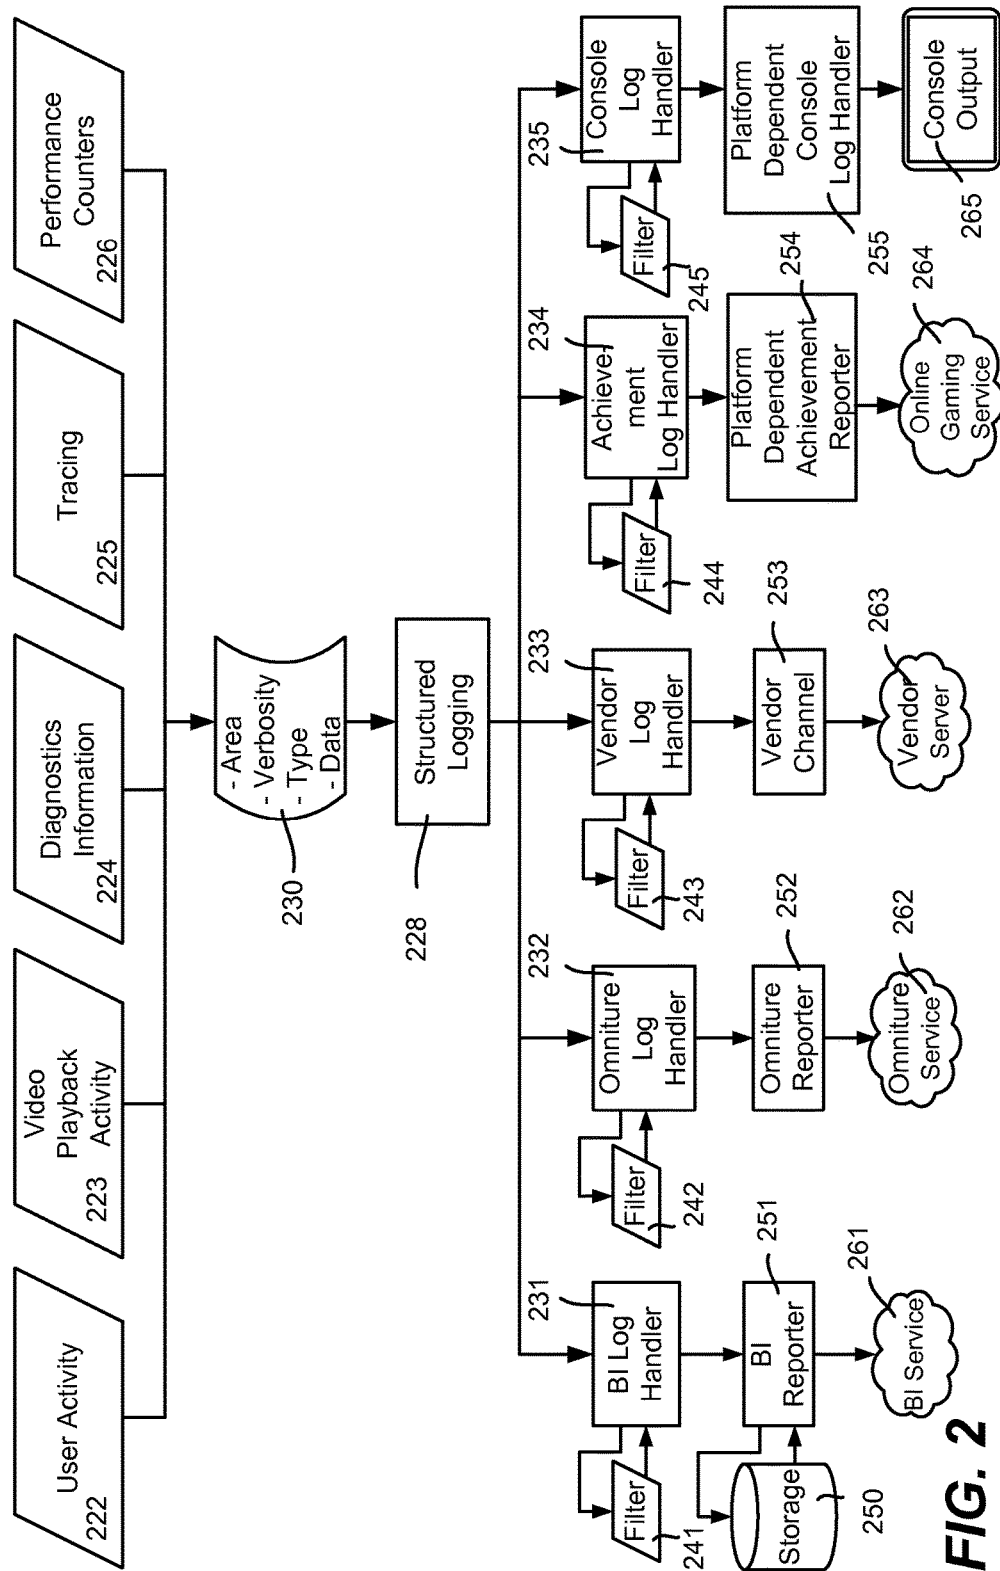 User Activity
222
Video
Playback
Activity
223
Diagnostics
Information
224
Tracing
225
Performance
Counters
226
- Area
- Verbosity
- Type
- Data
230
Structured
Logging
228
231
BI Log
Handler
Filter
241
232
Omniture
Log
Handler
Filter
242
233
Vendor
Log
Handler
Filter
243
234
Achieve-
ment
Log Handler
Filter
244
235
Console
Log
Handler
Filter
245
251
BI
Reporter
Storage
250
252
Omniture
Reporter
253
Vendor
Channel
254
Platform
Dependent
Achievement
Reporter
255
Platform
Dependent
Console
Log Handler
261
BI Service
262
Omniture
Service
263
Vendor
Server
264
Online
Gaming
Service
265
Console
Output
FIG. 2